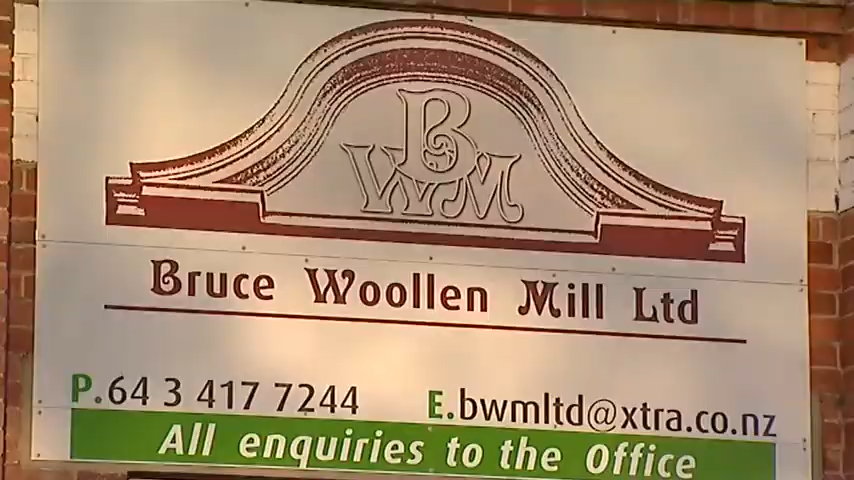 BWM
Bruce Woollen Mill Ltd
P.64 3 417 7244 E.bwmltd@xtra.co.nz
All enquiries to the Office